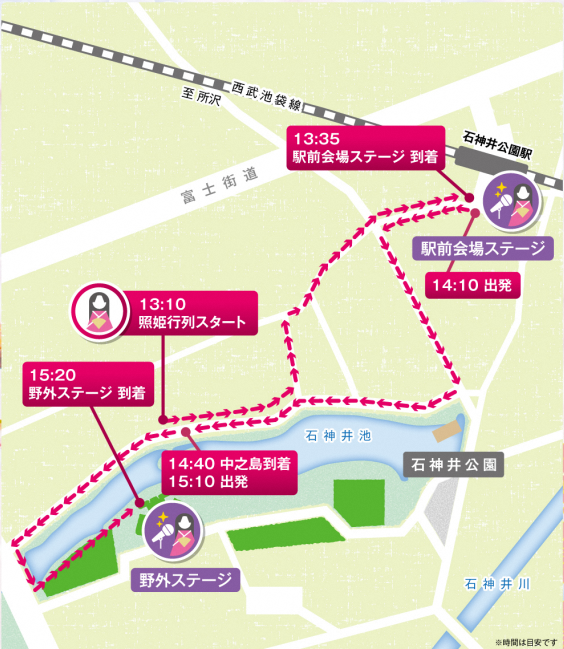 西武池袋線
至 所沢
石神井公園駅
13:35
駅前会場ステージ 到着
富士街道
駅前会場ステージ
14:10 出発
13:10
照姫行列スタート
15:20
野外ステージ 到着
石神井池
14:40 中之島到着
15:10 出発
石神井公園
野外ステージ
石神井川
※時間は目安です